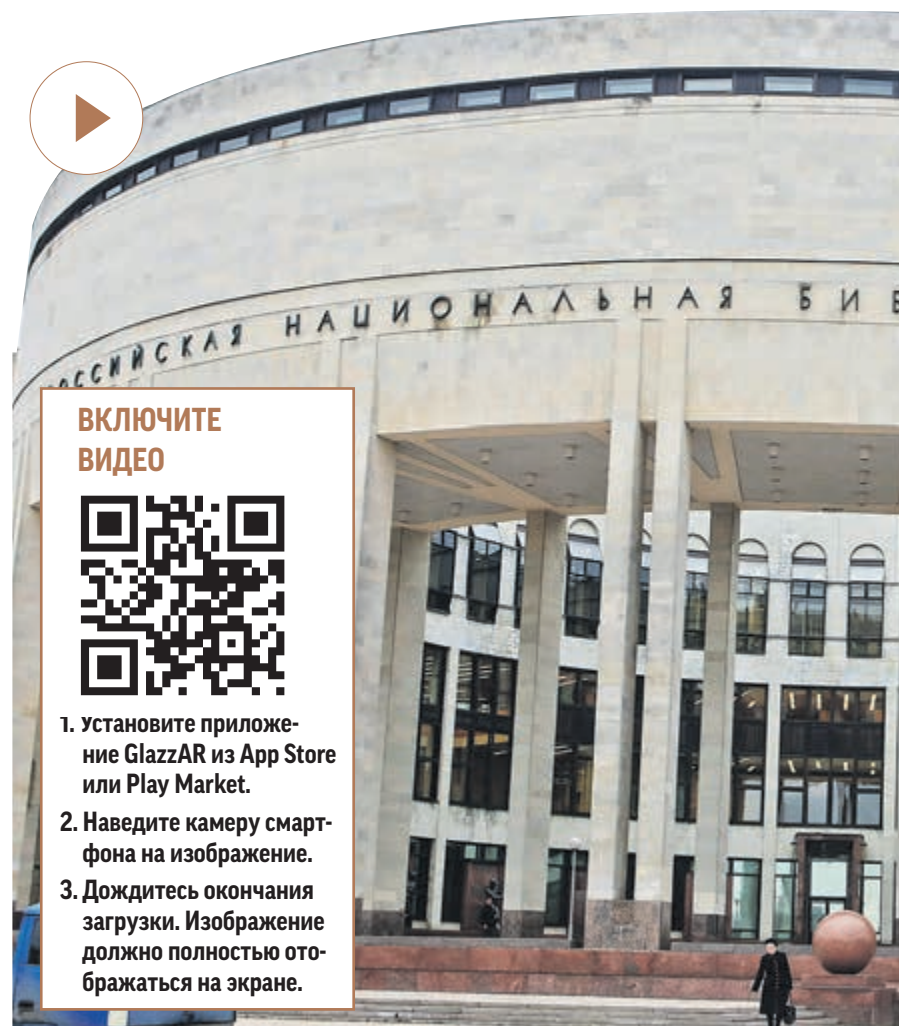 РОССИЙСКАЯ НАЦИОНАЛЬНАЯ БИБ
ВКЛЮЧИТЕ
ВИДЕО
1. Установите приложе-
ние GlazzAR из App Store
или Play Market.
2. Наведите камеру смарт-
фона на изображение.
3. Дождитесь окончания
загрузки. Изображение
должно полностью ото-
бражаться на экране.